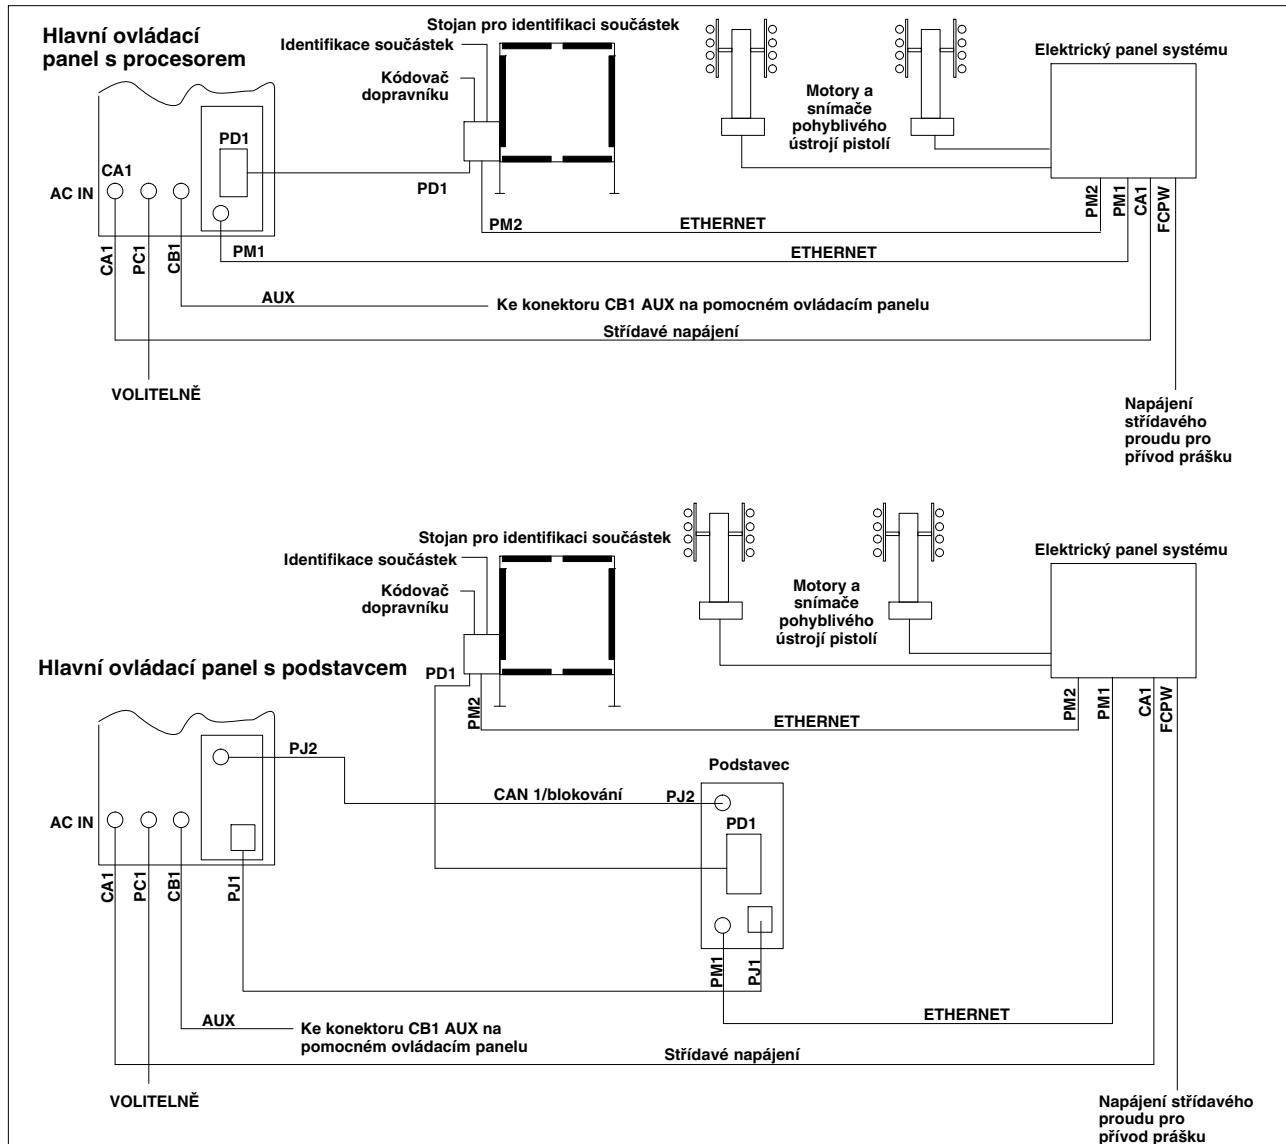 Hlavní ovládací
panel s procesorem
Stojan pro identifikaci součástek
Identifikace součástek
Kódovač
dopravníku
Motory a
snímače
pohyblivého
ústrojí pistolí
Elektrický panel systému
PD1
CA1
AC IN
PD1
PM2
ETHERNET
PM2
PM1
CA1
FCPW
CA1
PC1
CB1
PM1
ETHERNET
AUX
Ke konektoru CB1 AUX na pomocném ovládacím panelu
Střídavé napájení
VOLITELNĚ
Napájení
střídavého
proudu pro
přívod prášku
Stojan pro identifikaci součástek
Identifikace součástek
Kódovač
dopravníku
Motory a
snímače
pohyblivého
ústrojí pistolí
Elektrický panel systému
Hlavní ovládací panel s podstavcem
PD1
PM2
ETHERNET
PM2
PM1
CA1
FCPW
PJ2
Podstavec
CAN 1/blokování
PJ2
AC IN
PD1
CA1
PC1
CB1
PJ1
PM1
PJ1
ETHERNET
AUX
Ke konektoru CB1 AUX na
pomocném ovládacím panelu
Střídavé napájení
VOLITELNĚ
Napájení střídavého
proudu pro
přívod prášku